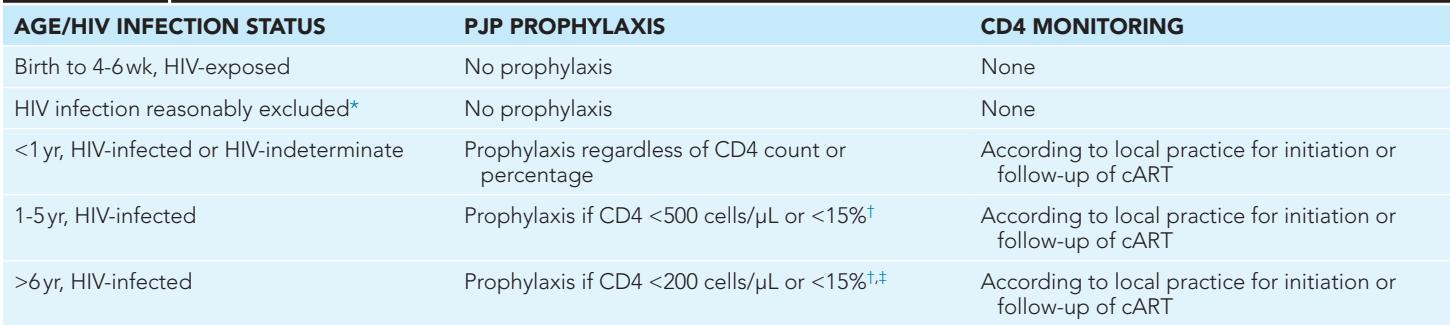 AGE/HIV INFECTION STATUS PJP PROPHYLAXIS CD4 MONITORING
Birth to 4-6 wk, HIV-exposed No prophylaxis None
HIV infection reasonably excluded* No prophylaxis None
<1 yr, HIV-infected or HIV-indeterminate Prophylaxis regardless of CD4 count or According to local practice for initiation or
percentage follow-up of cART
1-5 yr, HIV-infected Prophylaxis if CD4 <500 cells/µL or <15%† According to local practice for initiation or
follow-up of cART
>6 yr, HIV-infected Prophylaxis if CD4 <200 cells/µL or <15%†,‡ According to local practice for initiation or
follow-up of cART